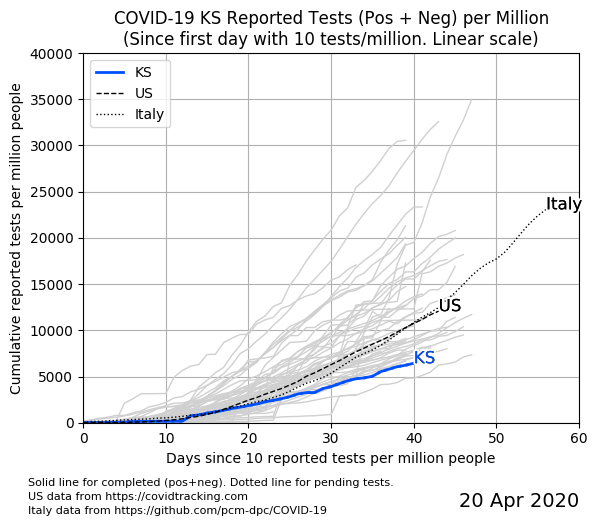 COVID-19 KS Reported Tests (Pos + Neg) per Million
(Since first day with 10 tests/million. Linear scale)
KS
US
Italy
Cumulative reported tests per million people
40000
35000
30000
25000
20000
15000
10000
5000
0
Italy
US
KS
0 10 20 30 40 50 60
Days since 10 reported tests per million people
Solid line for completed (pos+neg). Dotted line for pending tests.
US data from https://covidtracking.com
Italy data from https://github.com/pcm-dpc/COVID-19
20 Apr 2020